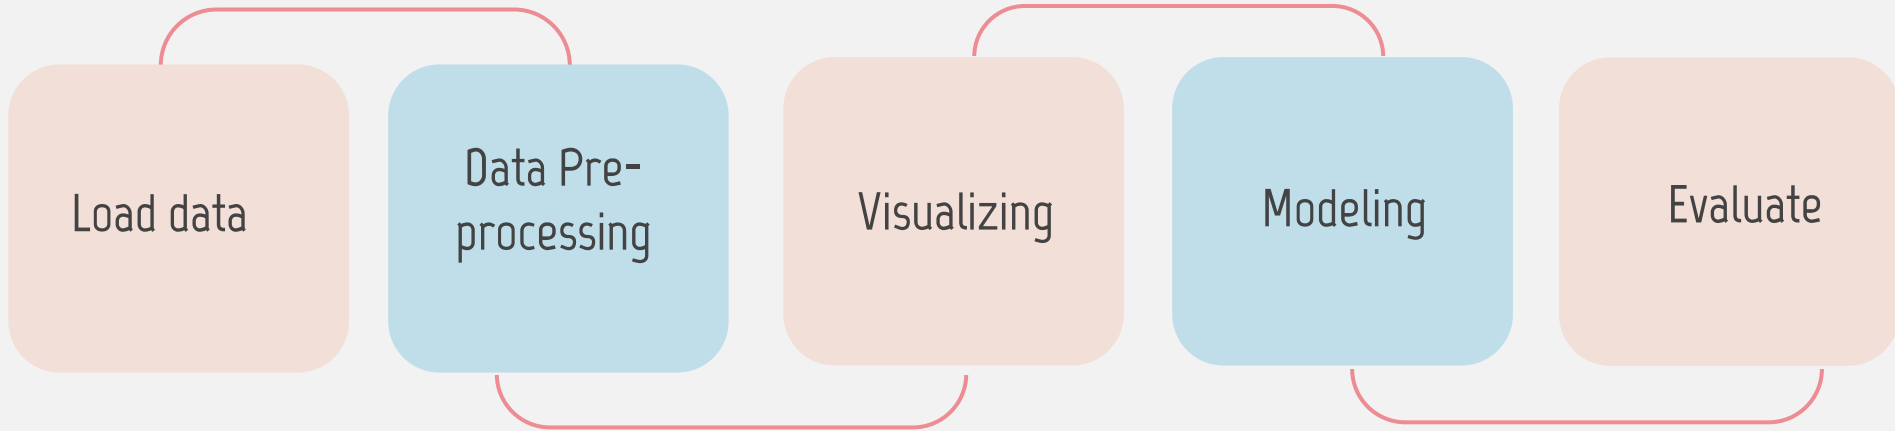 Load data
Data Pre-
processing
Visualizing
Modeling
Evaluate